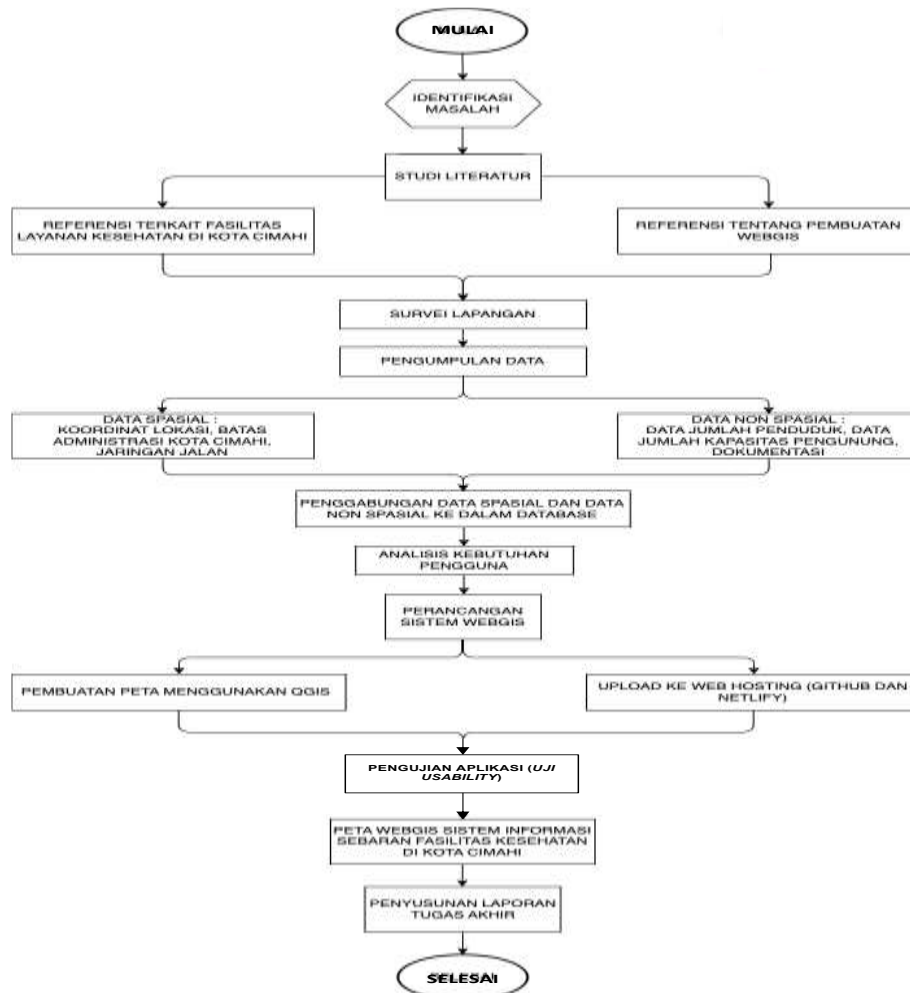 MULAI
IDENTIFIKASI
MASALAH
STUDI LITERATUR
REFERENSI TERKAIT FASILITAS
LAYANAN KESEHATAN DI KOTA CIMAHI
REFERENSI TENTANG PEMBUATAN
WEBGIS
SURVEI LAPANGAN
PENGUMPULAN DATA
DATA SPASIAL :
KOORDINAT LOKASI, BATAS
ADMINISTRASI KOTA CIMAHI,
JARINGAN JALAN
DATA NON SPASIAL :
DATA JUMLAH PENDUDUK, DATA
JUMLAH KAPASITAS PENGUNUNG,
DOKUMENTASI
PENGGABUNGAN DATA SPASIAL DAN DATA
NON SPASIAL KE DALAM DATABASE
ANALISIS KEBUTUHAN
PENGGUNA
PERANCANGAN
SISTEM WEBGIS
PEMBUATAN PETA MENGGUNAKAN QGIS
UPLOAD KE WEB HOSTING (GITHUB DAN
NETLIFY)
PENGUJIAN APLIKASI (UJI
USABILITY)
PETA WEBGIS SISTEM INFORMASI
SEBARAN FASILITAS KESEHATAN
DI KOTA CIMAHI
PENYUSUNAN LAPORAN
TUGAS AKHIR
SELESAI